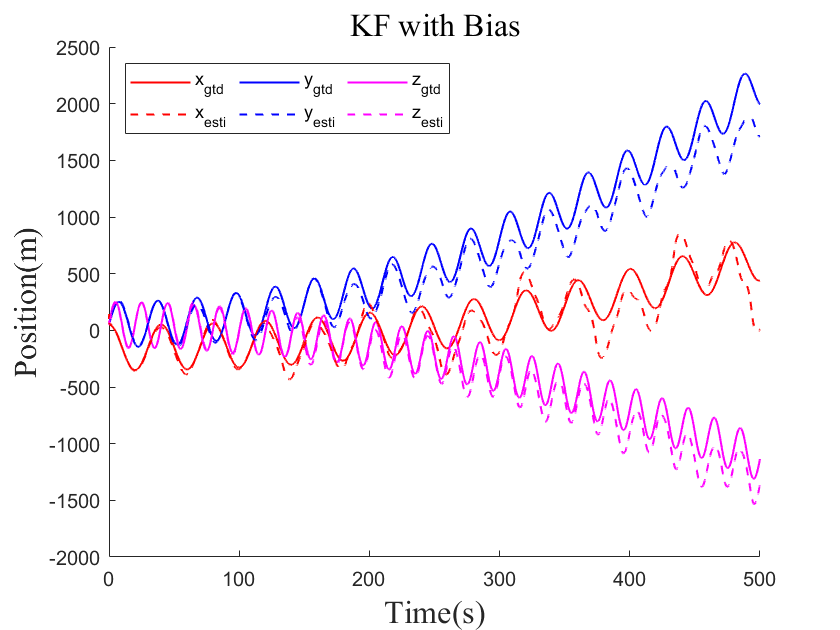 KF with Bias
2500
2000
1500
1000
500
0
-500
-1000
-1500
-2000
Position(m)
x_gtd y_gtd z_gtd
x_esti y_esti z_esti
0 100 200 300 400 500
Time(s)